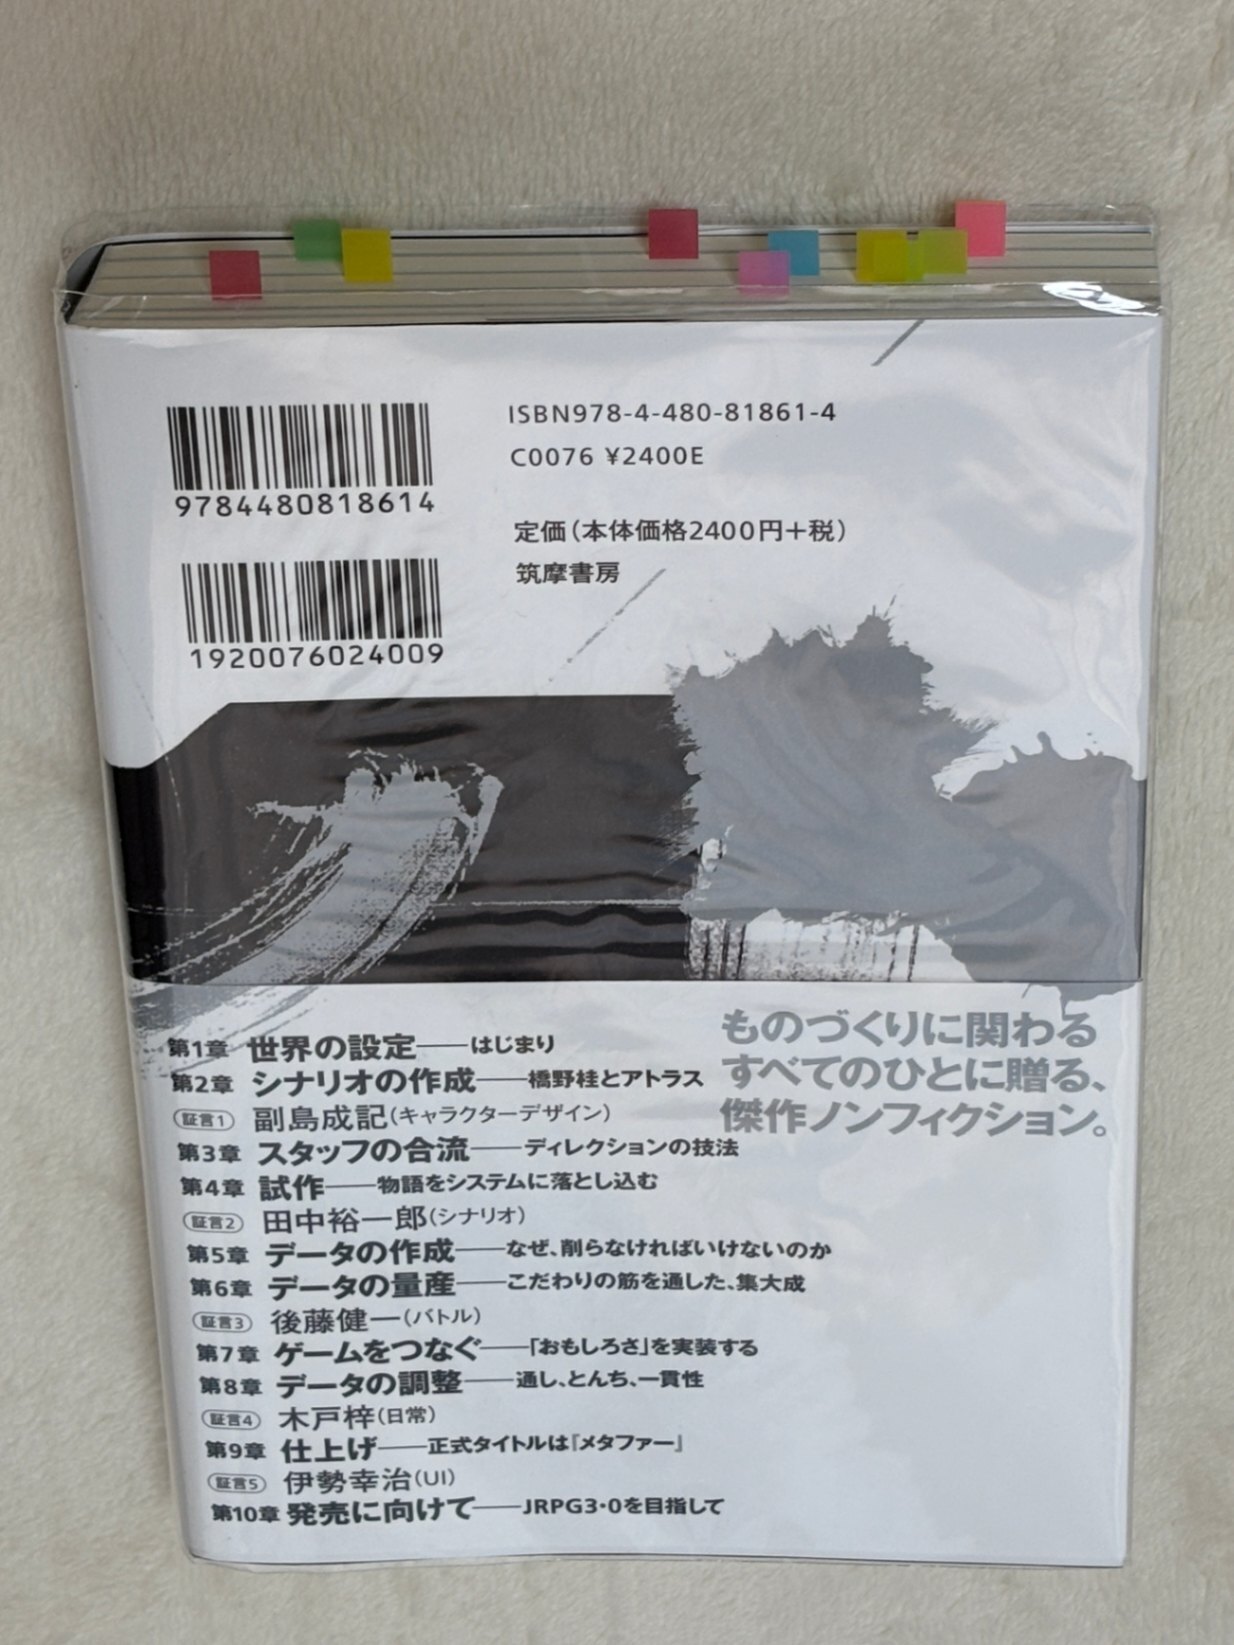 ISBN978-4-480-81861-4
C0076 ¥2400E
9784480818614
定価(本体価格2400円+税)
筑摩書房
1920076024009
ものづくりに関わる
すべてのひとに贈る、
傑作ノンフィクション。
第1章 世界の設定──はじまり
第2章 シナリオの作成──橋野桂とアトラス
証言1 副島成記(キャラクターデザイン)
第3章 スタッフの合流──ディレクションの技法
第4章 試作──物語をシステムに落とし込む
証言2 田中裕一郎(シナリオ)
第5章 データの作成──なぜ、削らなければいけないのか
第6章 データの量産──こだわりの筋を通した、集大成
証言3 後藤健一(バトル)
第7章 ゲームをつなぐ──「おもしろさ」を実装する
第8章 データの調整──通し、とんち、一貫性
証言4 木戸梓(日常)
第9章 仕上げ──正式タイトルは『メタファー』
証言5 伊勢幸治(UI)
第10章 発売に向けて──JRPG3・0を目指して